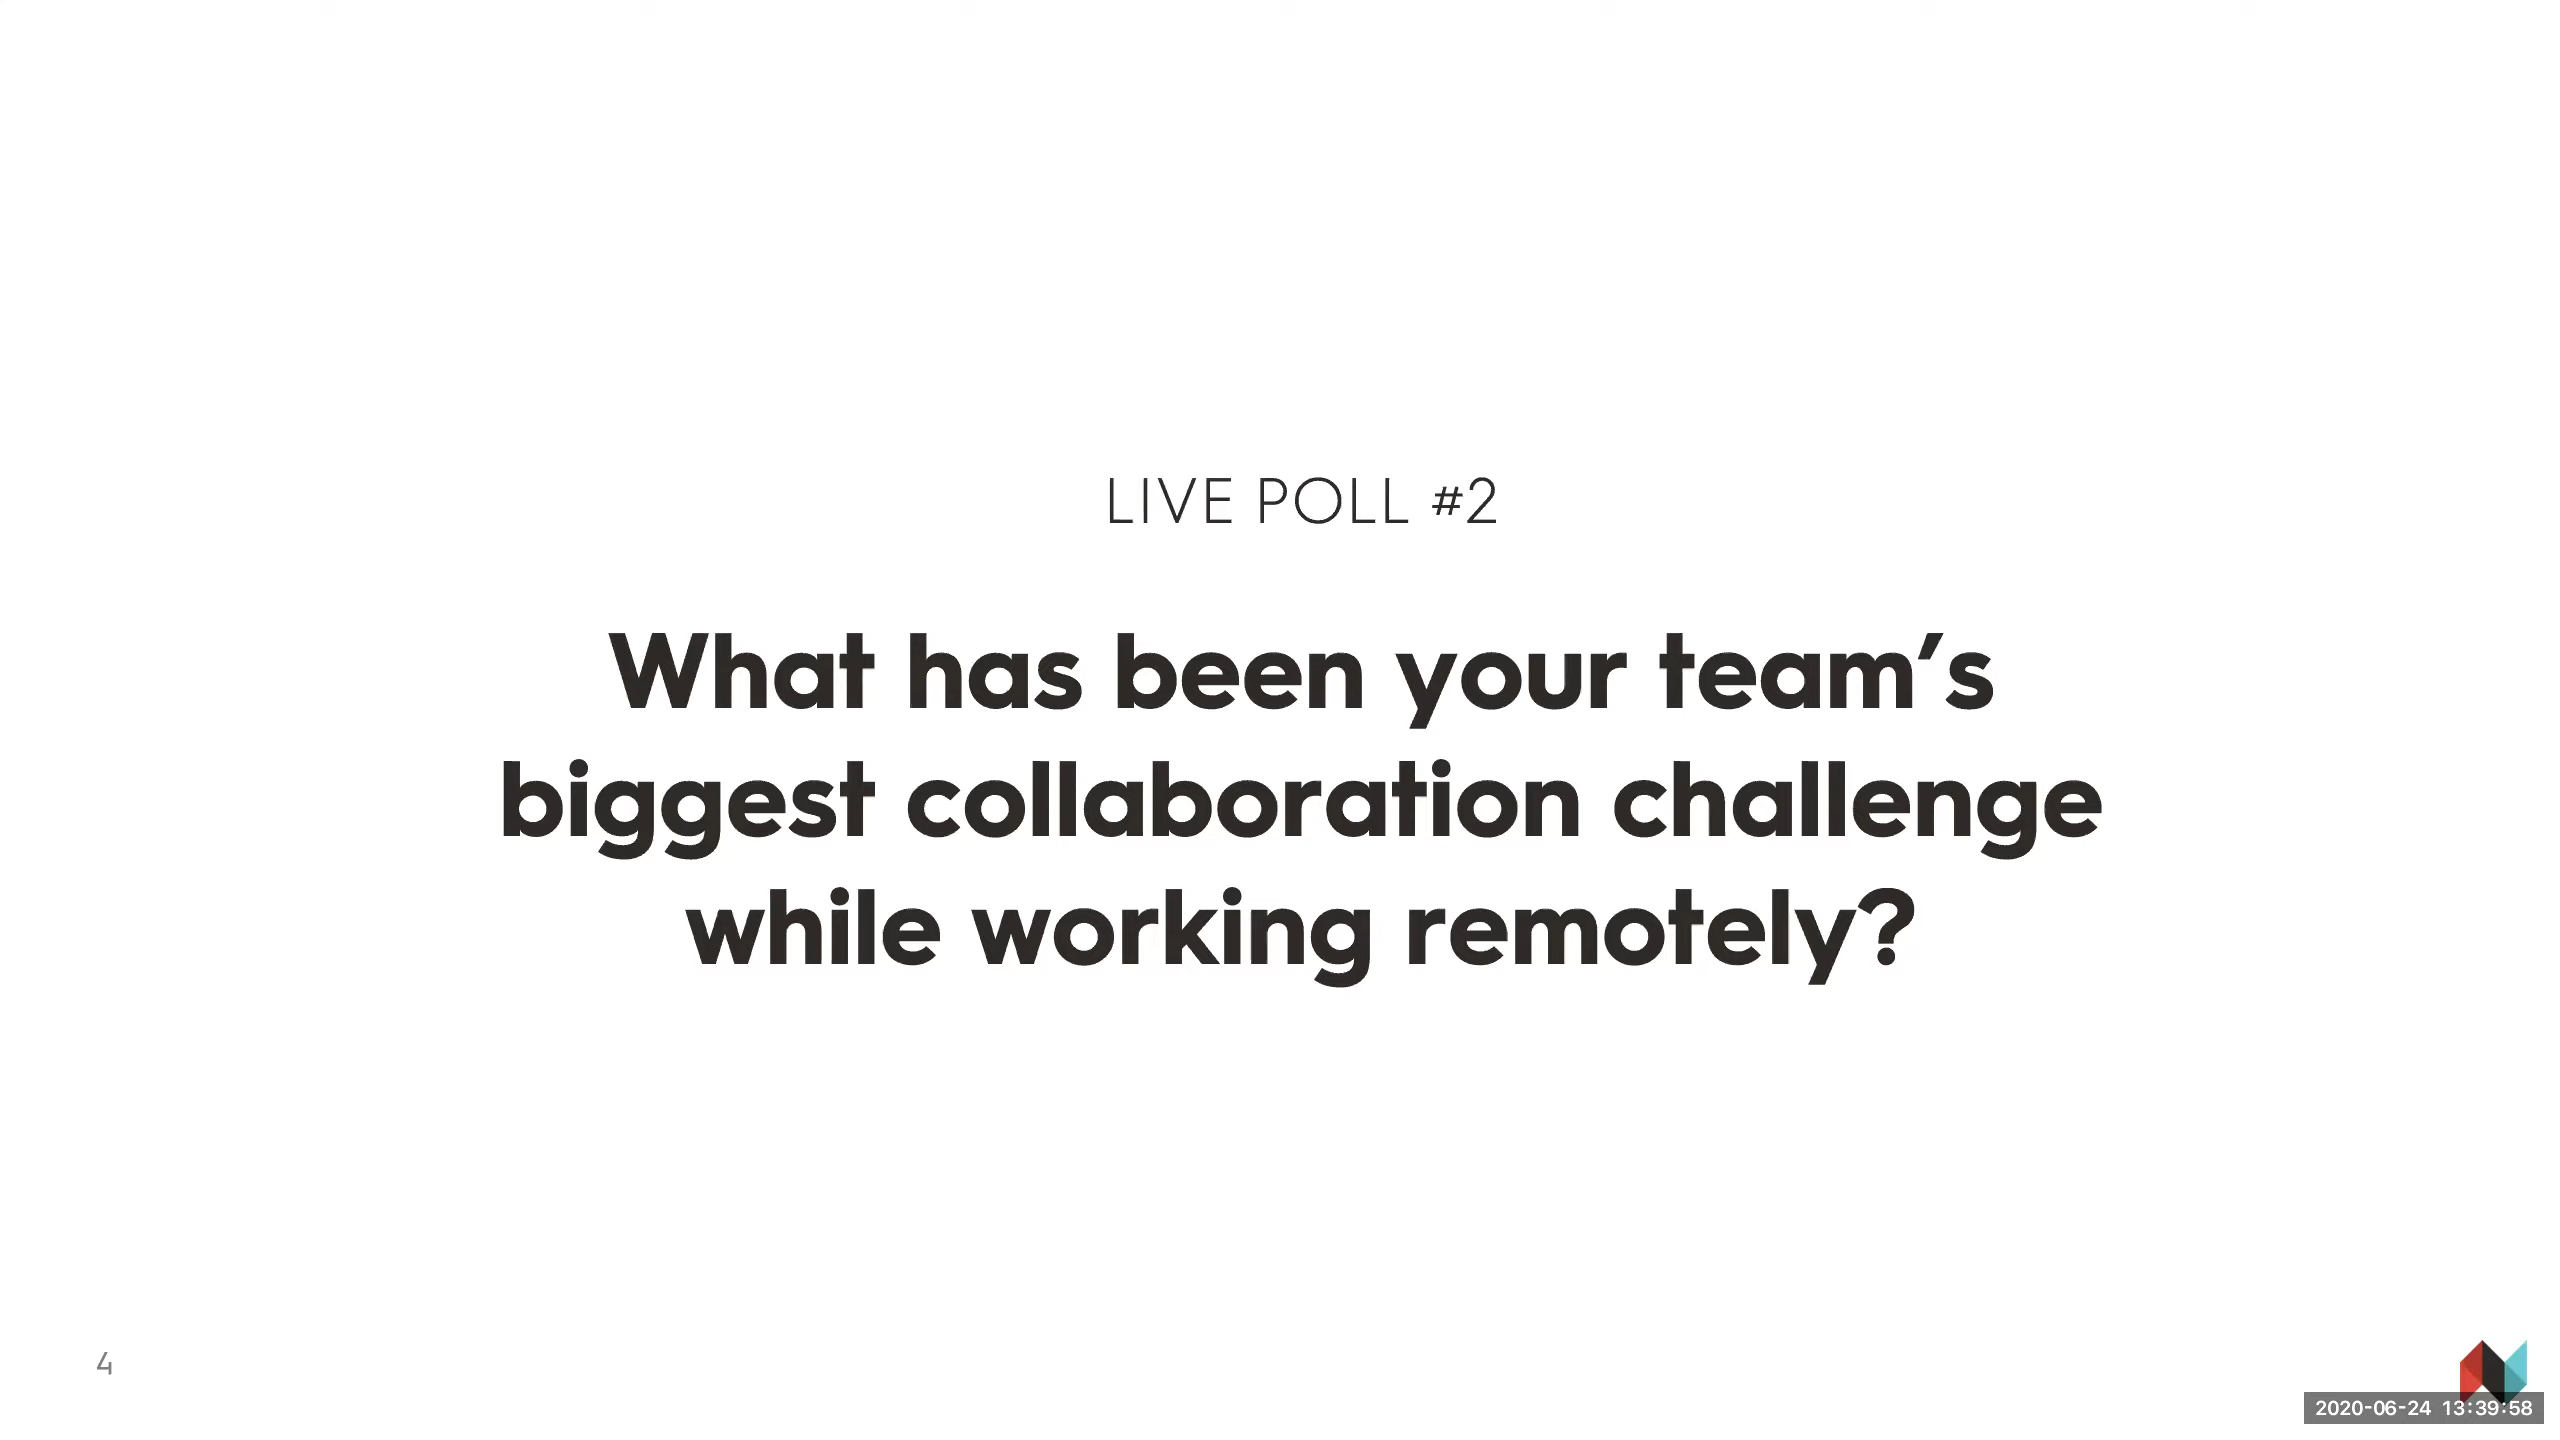 LIVE POLL #2
What has been your team’s
biggest collaboration challenge
while working remotely?
4
2020-06-24 13:39:58